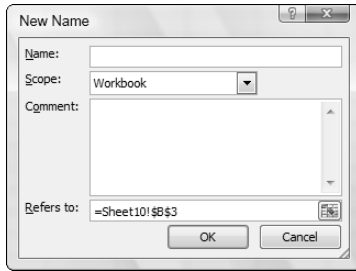 New Name
Name:
Scope: Workbook
Comment:
Refers to: =Sheet10!$B$3
OK Cancel